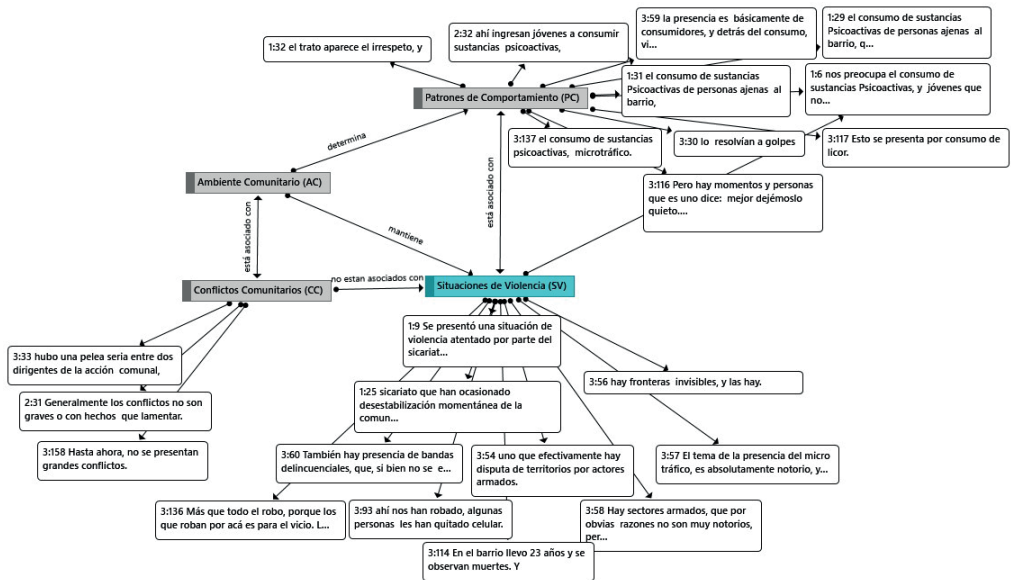 3:59 la presencia es básicamente de
consumidores, y detrás del consumo,
vi...
1:29 el consumo de sustancias
Psicoactivas de personas ajenas al
barrio, q...
2:32 ahí ingresan jóvenes a consumir
sustancias psicoactivas,
1:32 el trato aparece el irrespeto, y
1:31 el consumo de sustancias
Psicoactivas de personas ajenas al
barrio,
1:6 nos preocupa el consumo de
sustancias Psicoactivas, y jóvenes que
no...
Patrones de Comportamiento (PC)
3:137 el consumo de sustancias
psicoactivas, microtráfico.
3:30 lo resolvían a golpes
3:117 Esto se presenta por consumo de
licor.
determina
Ambiente Comunitario (AC)
3:116 Pero hay momentos y personas
que es uno dice: mejor dejémoslo
quieto....
está asociado con
está asociado con
mantiene
no estan asociados con
Conflictos Comunitarios (CC)
Situaciones de Violencia (SV)
1:9 Se presentó una situación de
violencia atentado por parte del
sicariat...
3:33 hubo una pelea seria entre dos
dirigentes de la acción comunal,
3:56 hay fronteras invisibles, y las hay.
1:25 sicariato que han ocasionado
desestabilización momentánea de la
comun...
2:31 Generalmente los conflictos no son
graves o con hechos que lamentar.
3:158 Hasta ahora, no se presentan
grandes conflictos.
3:60 También hay presencia de bandas
delincuenciales, que, si bien no se e...
3:54 uno que efectivamente hay
disputa de territorios por actores
armados.
3:57 El tema de la presencia del micro
tráfico, es absolutamente notorio, y...
3:136 Más que todo el robo, porque los
que roban por acá es para el vicio. L...
3:93 ahí nos han robado, algunas
personas les han quitado celular.
3:58 Hay sectores armados, que por
obvias razones no son muy notorios,
per...
3:114 En el barrio llevo 23 años y se
observan muertes. Y